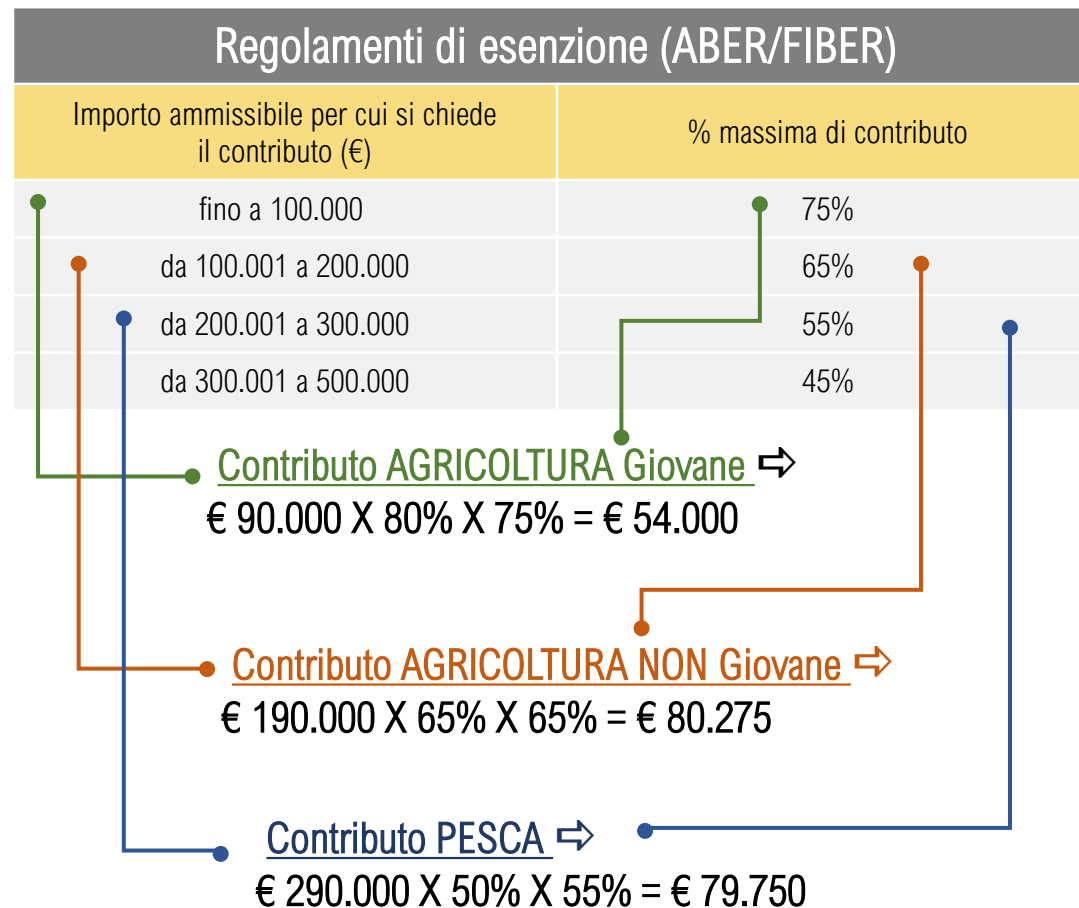 Regolamenti di esenzione (ABER/FIBER)
Importo ammissibile per cui si chiede
il contributo (€)
% massima di contributo
fino a 100.000
75%
da 100.001 a 200.000
65%
da 200.001 a 300.000
55%
da 300.001 a 500.000
45%
Contributo AGRICOLTURA Giovane ⇨
€ 90.000 X 80% X 75% = € 54.000
Contributo AGRICOLTURA NON Giovane ⇨
€ 190.000 X 65% X 65% = € 80.275
Contributo PESCA ⇨
€ 290.000 X 50% X 55% = € 79.750